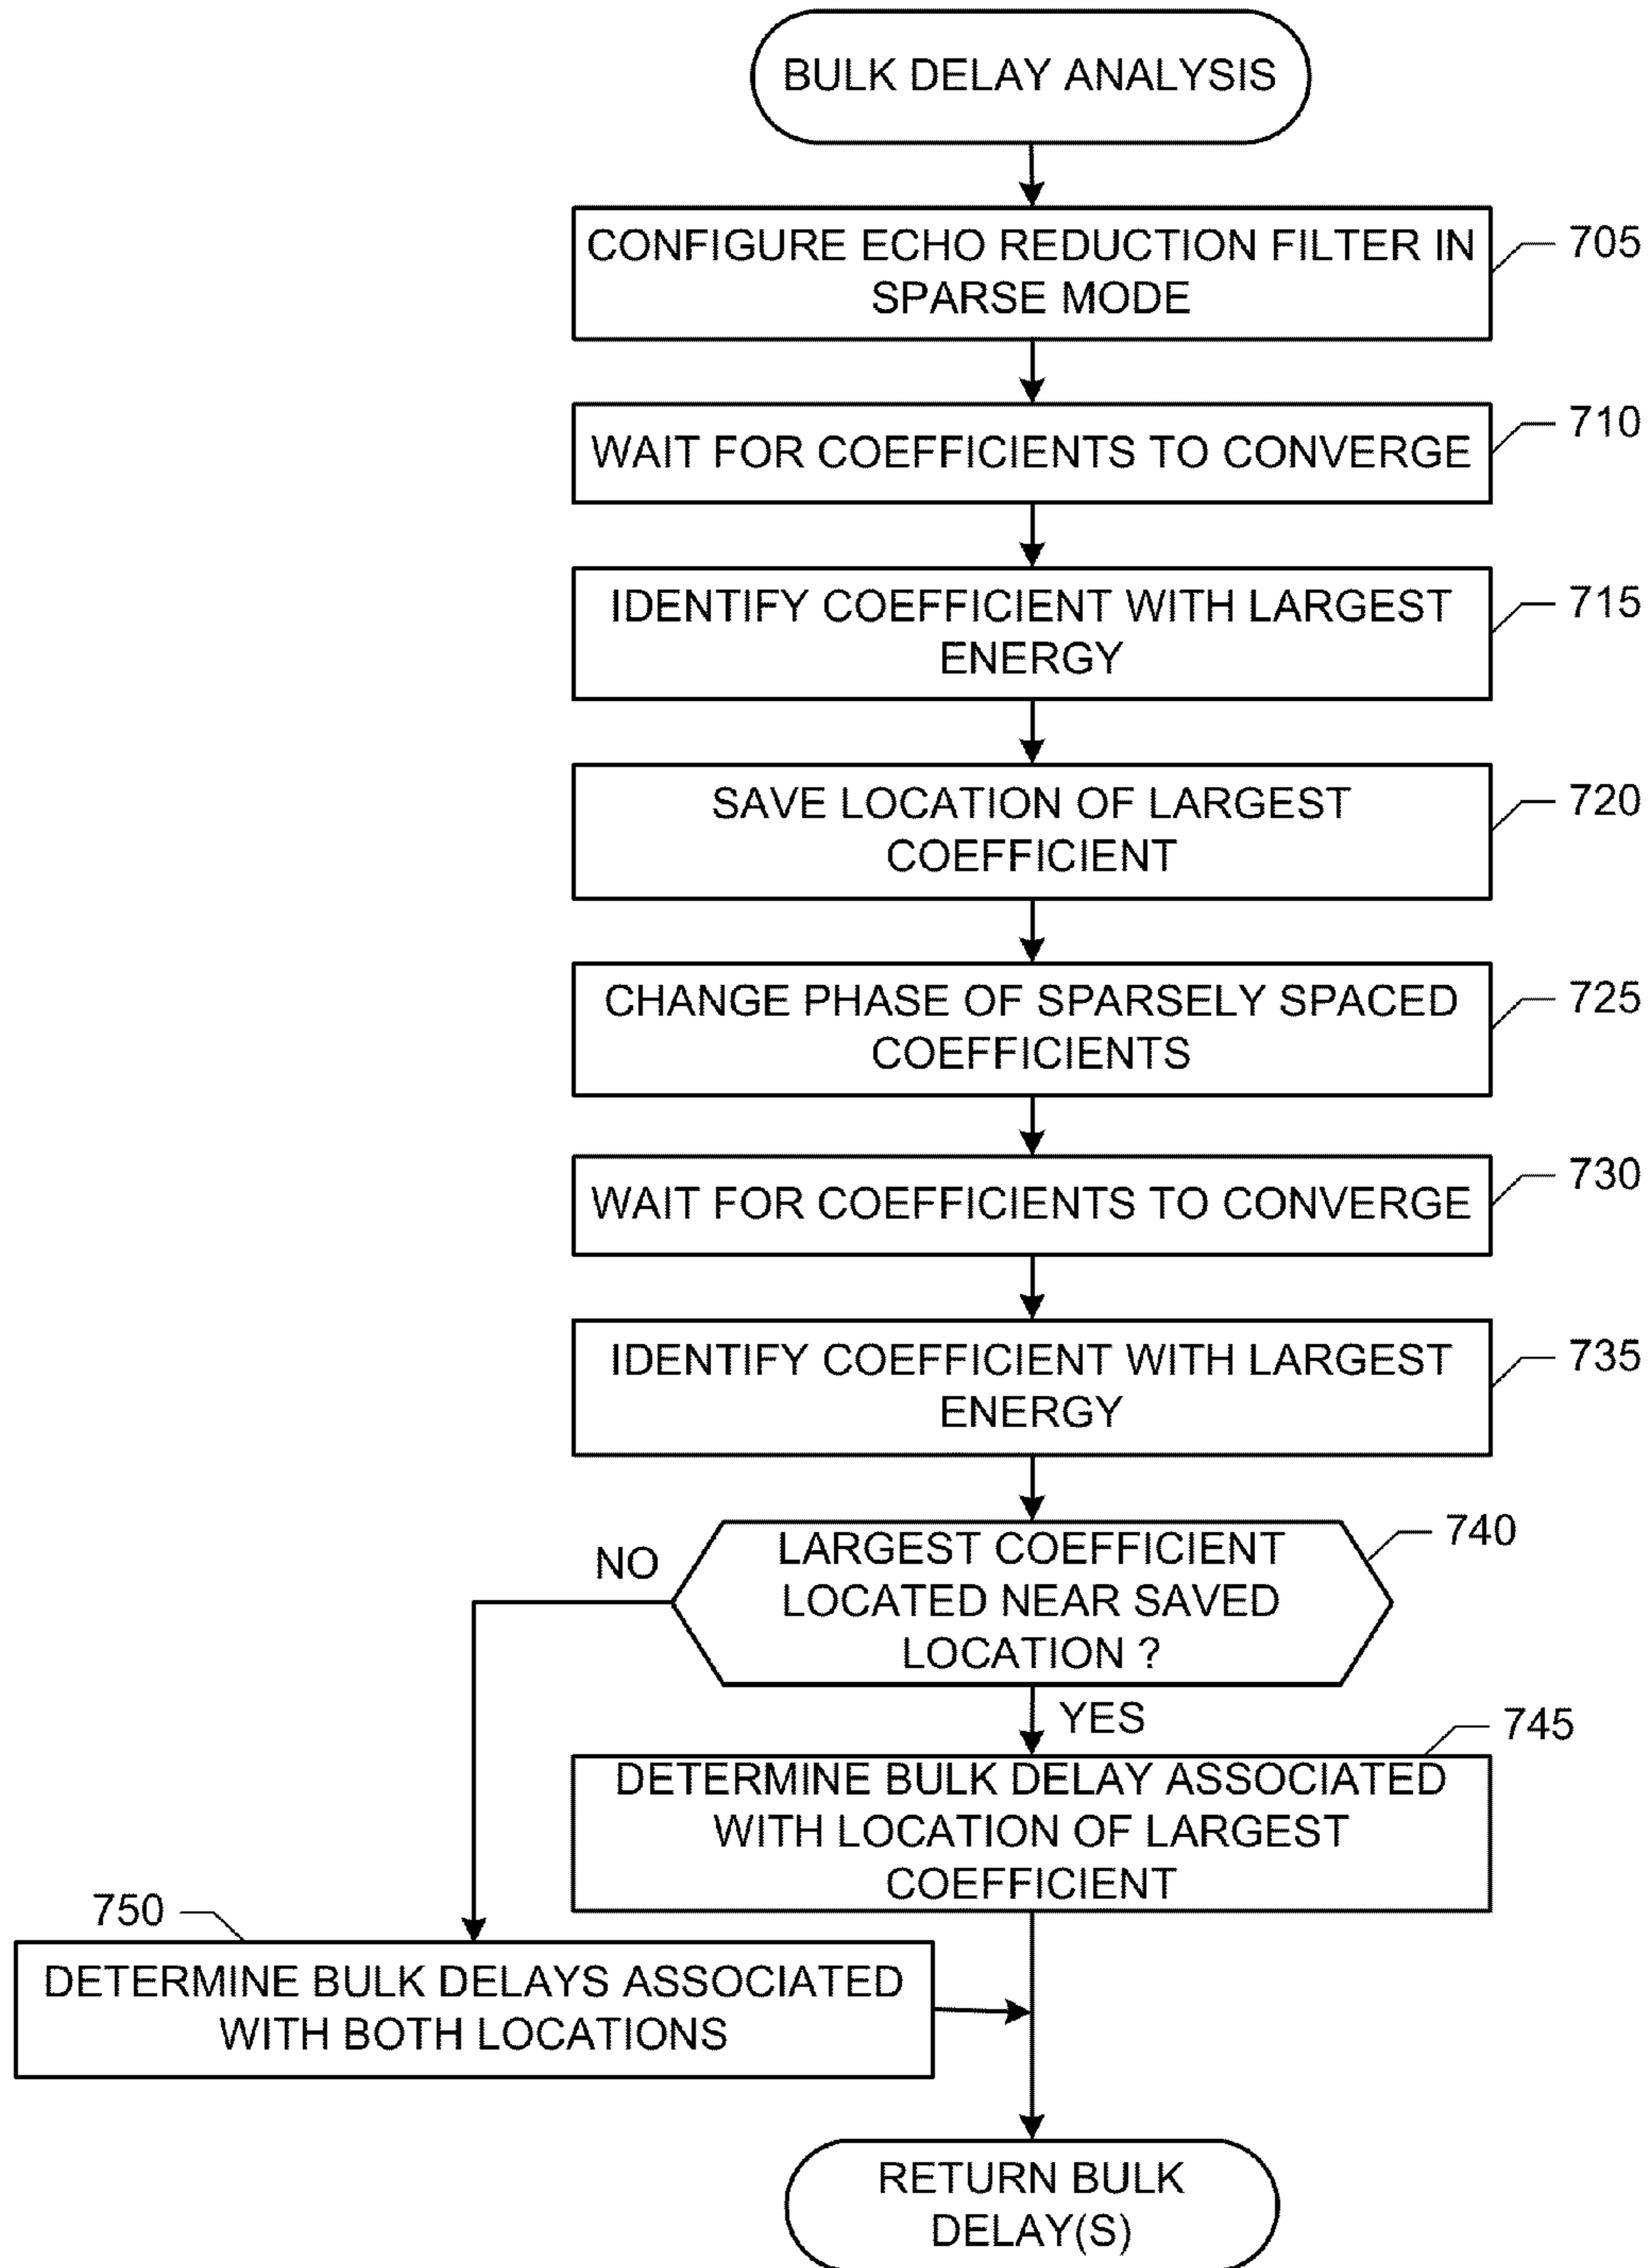 BULK DELAY ANALYSIS
CONFIGURE ECHO REDUCTION FILTER IN
SPARSE MODE
705
WAIT FOR COEFFICIENTS TO CONVERGE
710
IDENTIFY COEFFICIENT WITH LARGEST
ENERGY
715
SAVE LOCATION OF LARGEST
COEFFICIENT
720
CHANGE PHASE OF SPARSELY SPACED
COEFFICIENTS
725
WAIT FOR COEFFICIENTS TO CONVERGE
730
IDENTIFY COEFFICIENT WITH LARGEST
ENERGY
735
LARGEST COEFFICIENT
LOCATED NEAR SAVED
LOCATION ?
740
NO
YES
745
DETERMINE BULK DELAY ASSOCIATED
WITH LOCATION OF LARGEST
COEFFICIENT
750
DETERMINE BULK DELAYS ASSOCIATED
WITH BOTH LOCATIONS
RETURN BULK
DELAY(S)